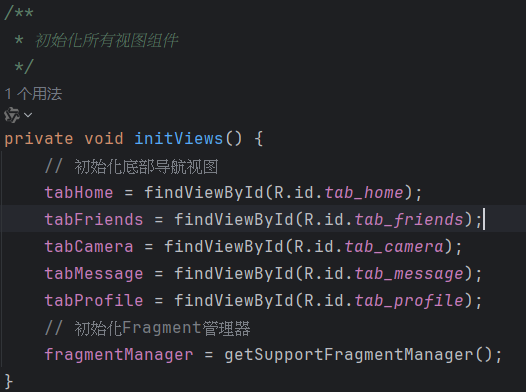 /**
 * 初始化所有视图组件
 */
1 个用法
private void initViews() {
    // 初始化底部导航视图
    tabHome = findViewById(R.id.tab_home);
    tabFriends = findViewById(R.id.tab_friends);
    tabCamera = findViewById(R.id.tab_camera);
    tabMessage = findViewById(R.id.tab_message);
    tabProfile = findViewById(R.id.tab_profile);
    // 初始化Fragment管理器
    fragmentManager = getSupportFragmentManager();
}